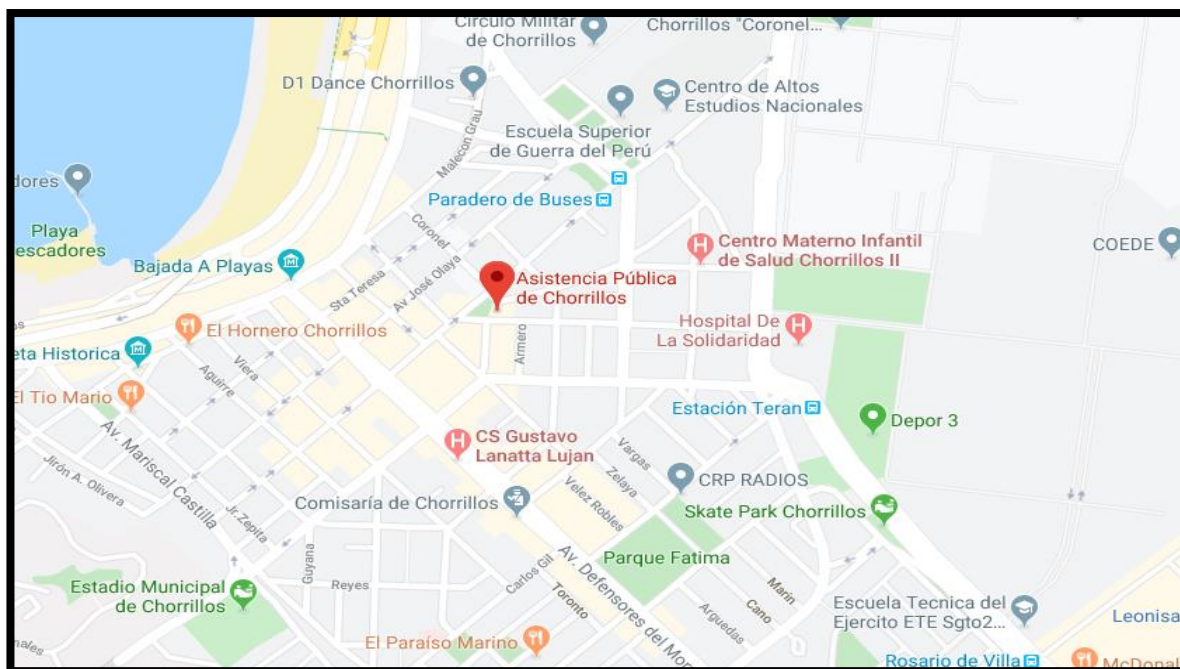 Círculo Militar
de Chorrillos
Chorrillos "Coronel...
D1 Dance Chorrillos
Centro de Altos
Estudios Nacionales
Malecon Grau
Escuela Superior
de Guerra del Perú
dores
Paradero de Buses
Playa
escadores
Coronel
Centro Materno Infantil
de Salud Chorrillos II
COEDE
Bajada A Playas
Sta Teresa
Av José Olaya
Asistencia Pública
de Chorrillos
El Hornero Chorrillos
Armero
Hospital De
La Solidaridad
eta Historica
Viera
Aguirre
El Tio Mario
Estación Teran
Depor 3
Av. Mariscal Castilla
CS Gustavo
Lanatta Lujan
Vargas
Zelaya
Jirón A. Olivera
CRP RADIOS
Velez Robles
Comisaría de Chorrillos
Jr. Zepita
Skate Park Chorrillos
Guyana
Parque Fatima
Av. Defensores del Mor
Carlos Gil
Estadio Municipal
de Chorrillos
Reyes
Toronto
Marin
Cano
Escuela Tecnica del
Ejercito ETE Sgto2...
Arguedas
Leonisa
El Paraíso Marino
nales
Rosario de Villa
McDonal